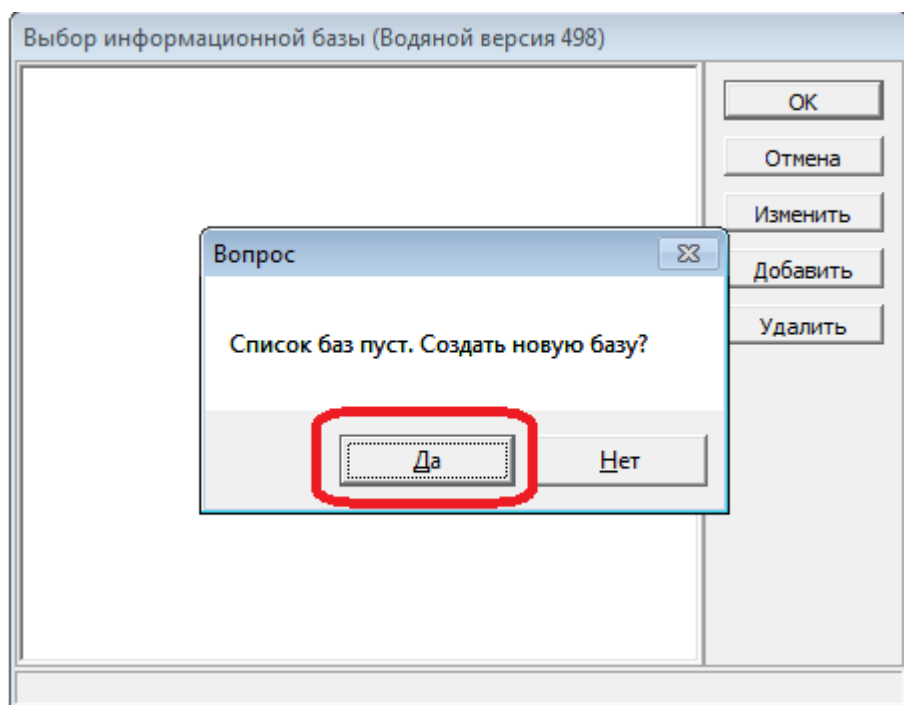 Выбор информационной базы (Водяной версия 498)
OK
Отмена
Изменить
Добавить
Удалить
Вопрос
Список баз пуст. Создать новую базу?
Да
Нет